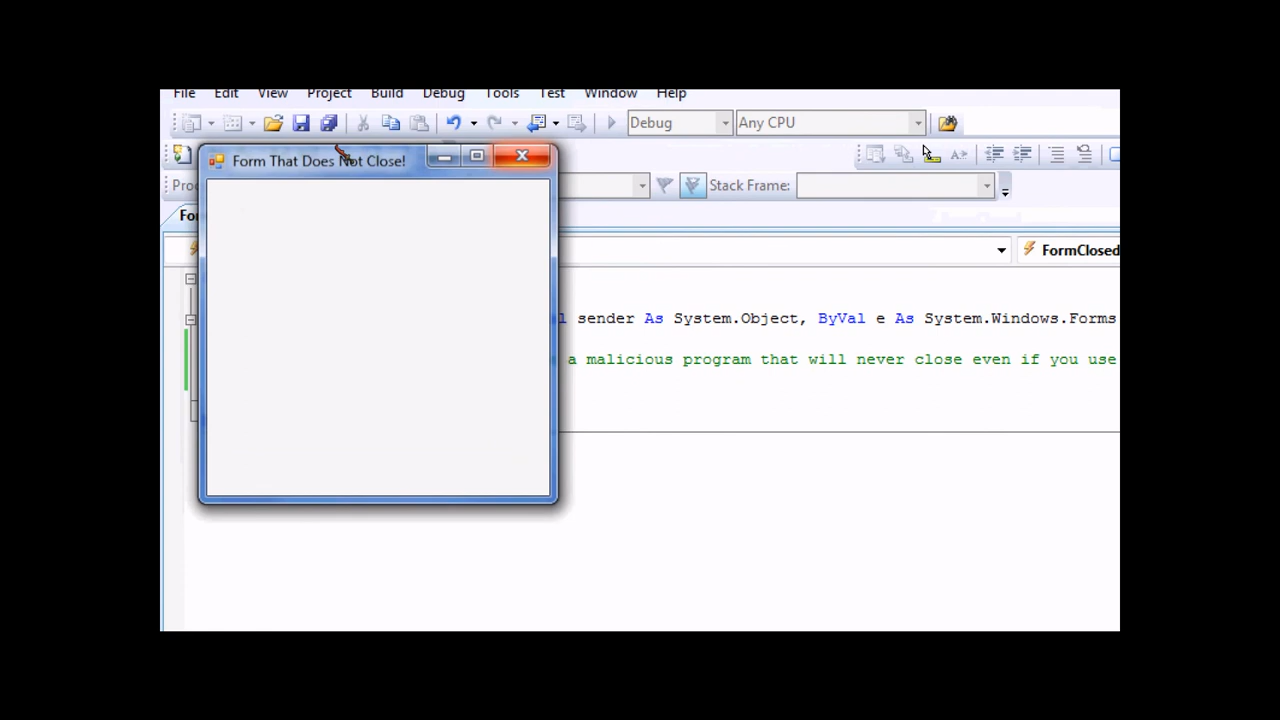 File Edit View Project Build Debug Tools Test Window Help
Debug Any CPU
Form That Does Not Close!
Stack Frame:
FormClosed
sender As System.Object, ByVal e As System.Windows.Forms
a malicious program that will never close even if you use